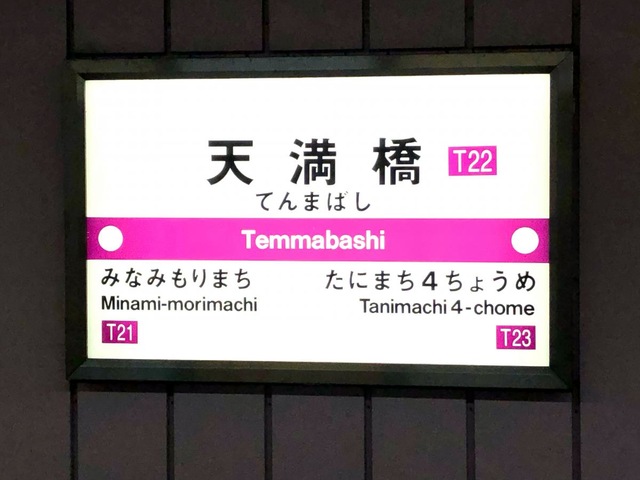 天満橋 T22
てんまばし
Temmabashi
みなみもりまち たにまち4ちょうめ
Minami-morimachi Tanimachi 4-chome
T21 T23